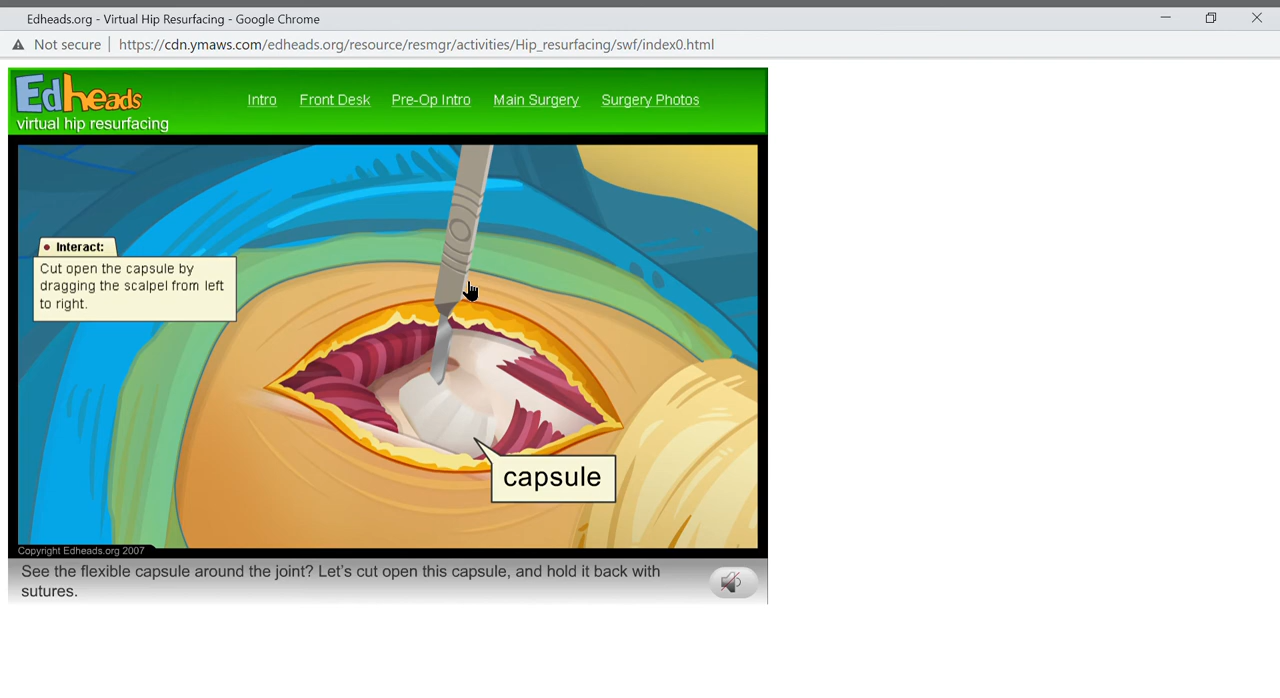 Edheads.org - Virtual Hip Resurfacing - Google Chrome
Not secure | https://cdn.ymaws.com/edheads.org/resource/resmgr/activities/Hip_resurfacing/swf/index0.html
Edheads
virtual hip resurfacing
Intro Front Desk Pre-Op Intro Main Surgery Surgery Photos
Interact:
Cut open the capsule by
dragging the scalpel from left
to right.
capsule
Copyright Edheads.org 2007
See the flexible capsule around the joint? Let's cut open this capsule, and hold it back with
sutures.